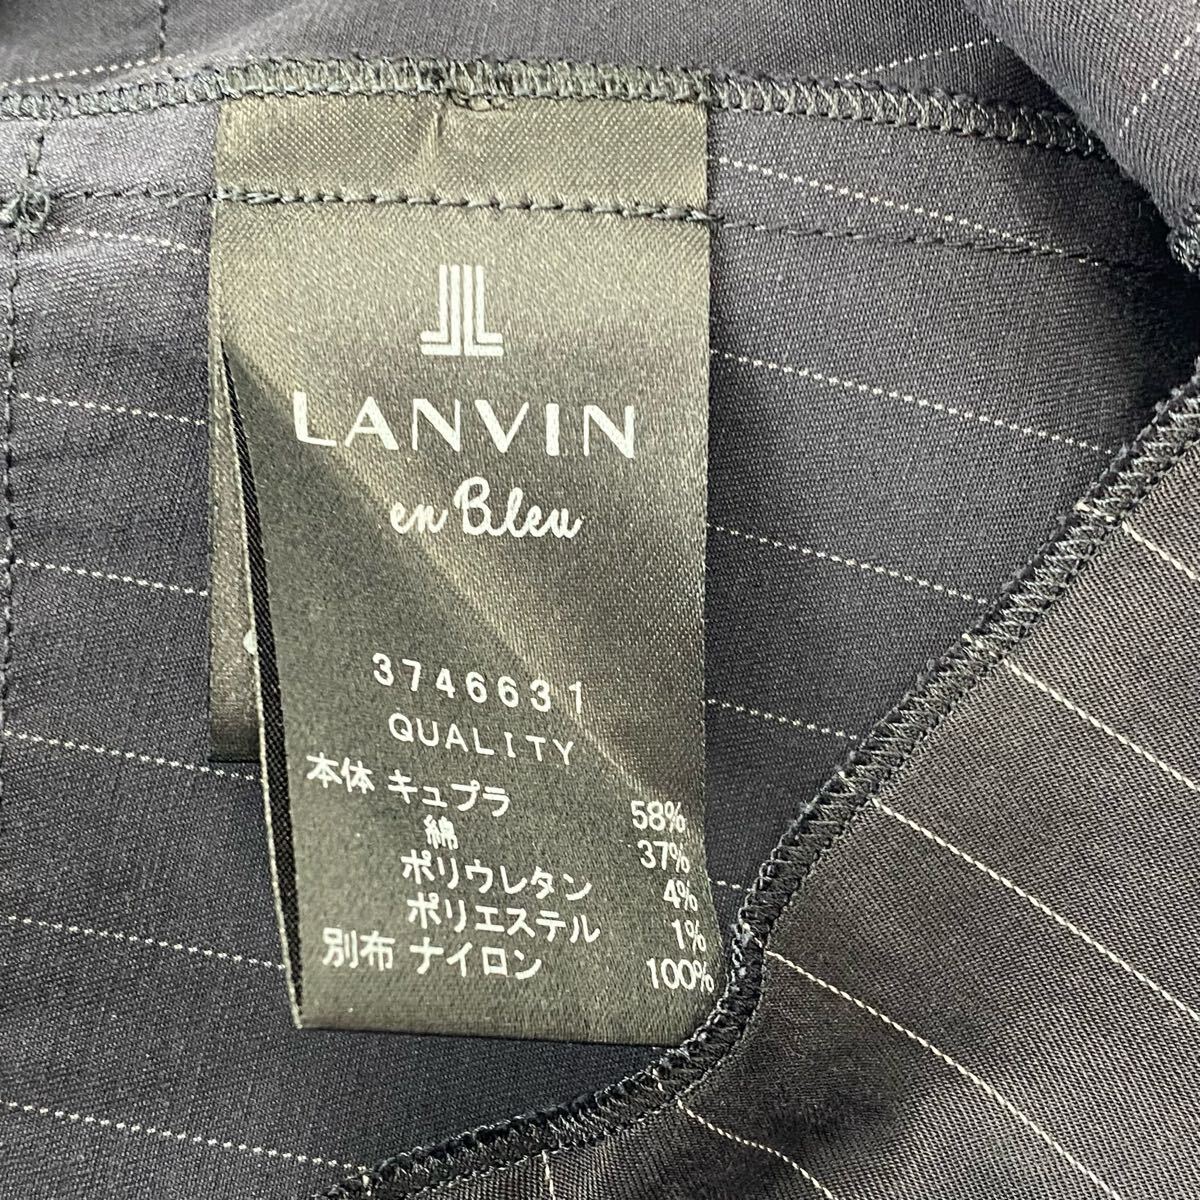 LANVIN
en Bleu
3746631
QUALITY
本体 キュプラ 58%
綿 37%
ポリウレタン 4%
ポリエステル 1%
別布 ナイロン 100%